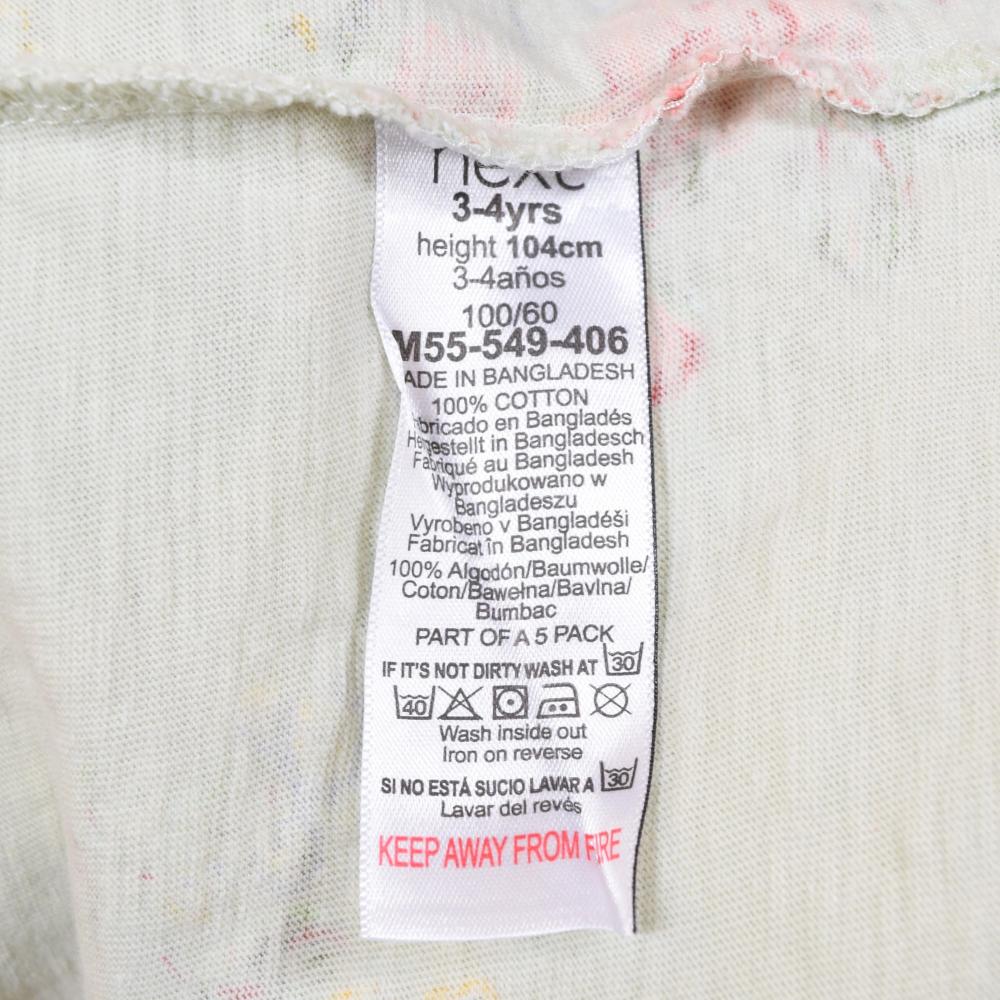 next
3-4yrs
height 104cm
3-4años
100/60
M55-549-406
ADE IN BANGLADESH
100% COTTON
bricado en Bangladés
Hergestellt in Bangladesch
Fabriqué au Bangladesh
Wyprodukowano w
Bangladeszu
Vyrobeno v Bangladéši
Fabricat în Bangladesh
100% Algodón/Baumwolle/
Coton/Bawełna/Bavlna/
Bumbac
PART OF A 5 PACK
IF IT'S NOT DIRTY WASH AT 30
40
Wash inside out
Iron on reverse
SI NO ESTÁ SUCIO LAVAR A 30
Lavar del revés
KEEP AWAY FROM FIRE